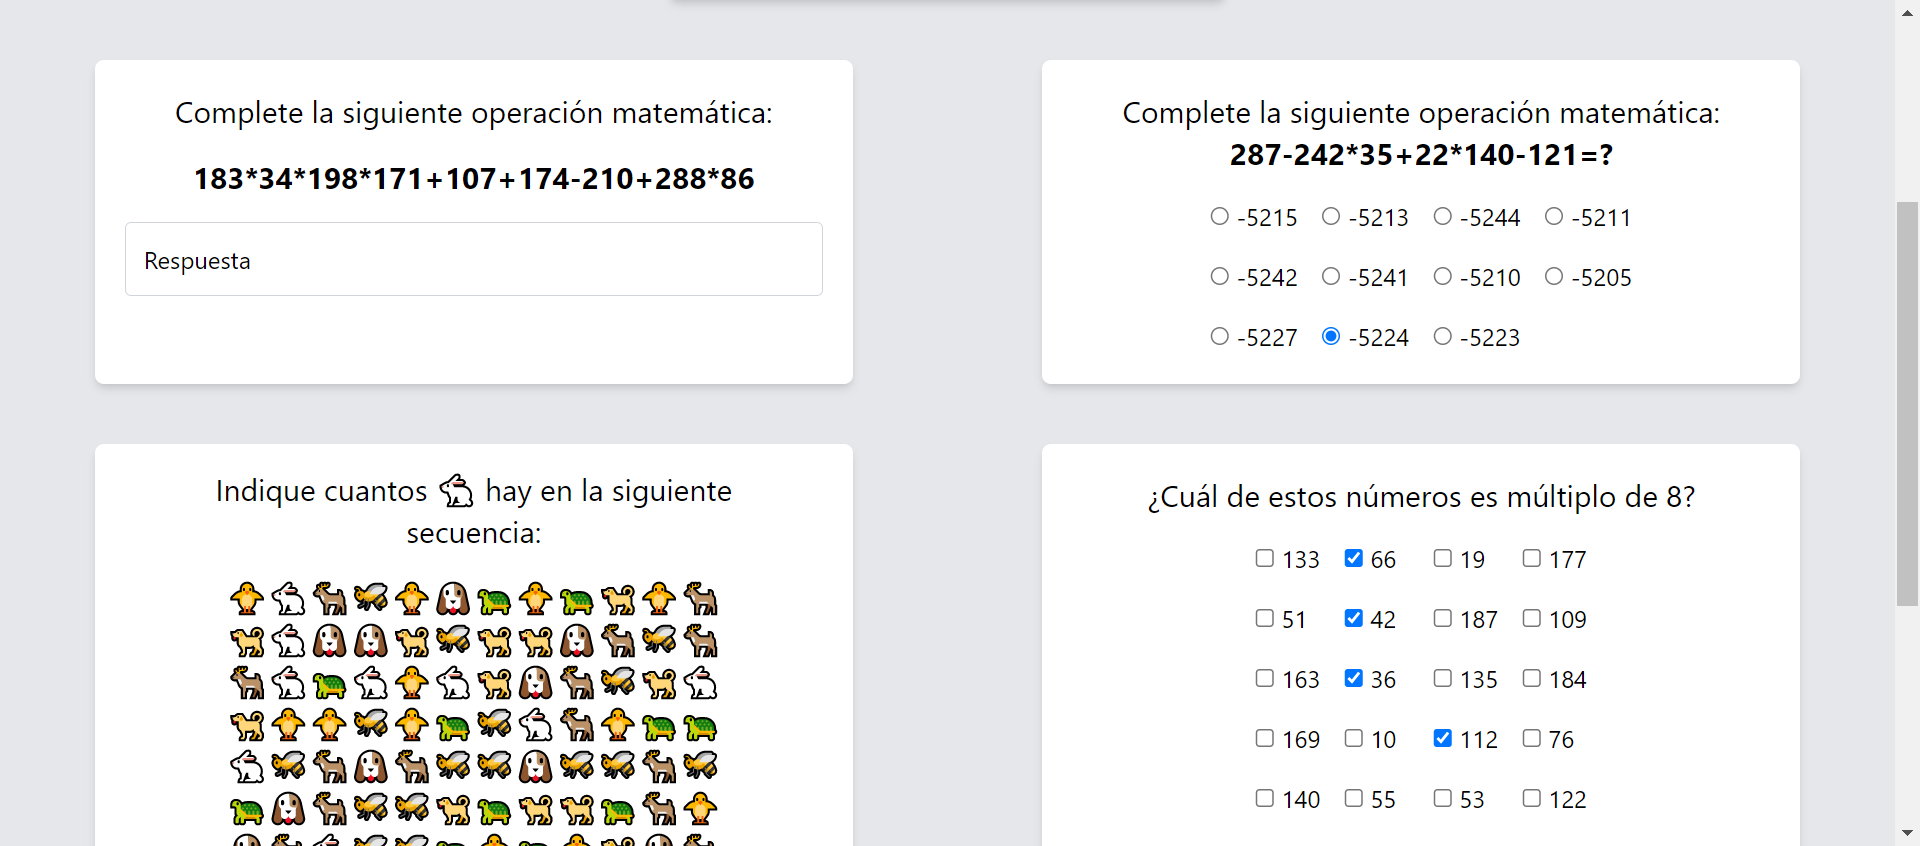 Complete la siguiente operación matemática:
183*34*198*171+107+174-210+288*86
Respuesta
Complete la siguiente operación matemática:
287-242*35+22*140-121=?
-5215 -5213 -5244 -5211
-5242 -5241 -5210 -5205
-5227 -5224 -5223
Indique cuantos 🐇 hay en la siguiente
secuencia:
¿Cuál de estos números es múltiplo de 8?
133 66 19 177
51 42 187 109
163 36 135 184
169 10 112 76
140 55 53 122